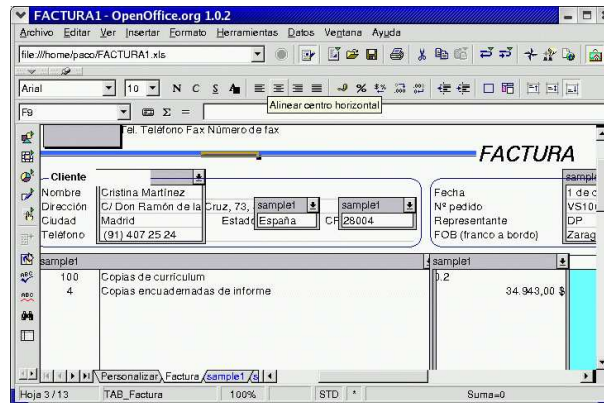 FACTURA1 - OpenOffice.org 1.0.2
Archivo Editar Ver Insertar Formato Herramientas Datos Ventana Ayuda
file:///home/paco/FACTURA1.xls
Arial 10 N C S
F9 Σ =
Alinear centro horizontal
Tel. Teléfono Fax Número de fax
FACTURA
Cliente
sample
Nombre Cristina Martínez Fecha 1 de
Dirección C/ Don Ramón de la Cruz, 73, sample1 sample1 Nº pedido
Ciudad Madrid Estad España CF 28004 Representante DP
Teléfono (91) 407 25 24 FOB (franco a bordo) Zarag
sample1 sample1
100 Copias de currículum 0.2
4 Copias encuadernadas de informe 34.943,00 $
Personalizar Factura sample1 s
Hoja 3 / 13 TAB_Factura 100% STD * Suma=0